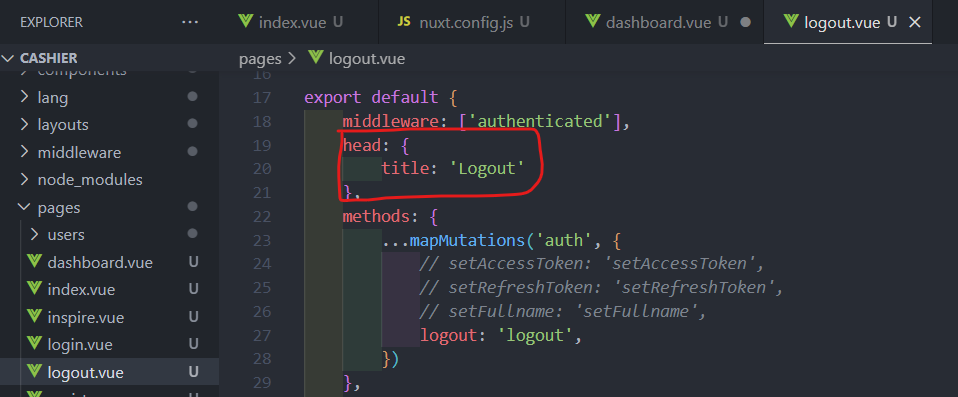 EXPLORER ...
index.vue U
JS nuxt.config.js U
dashboard.vue U
logout.vue U
CASHIER
components
lang
layouts
middleware
node_modules
pages
users
dashboard.vue U
index.vue U
inspire.vue U
login.vue U
logout.vue U
pages > logout.vue
16
17 export default {
18 middleware: ['authenticated'],
19 head: {
20 title: 'Logout'
21 },
22 methods: {
23 ...mapMutations('auth', {
24 // setAccessToken: 'setAccessToken',
25 // setRefreshToken: 'setRefreshToken',
26 // setFullname: 'setFullname',
27 logout: 'logout',
28 })
29 },